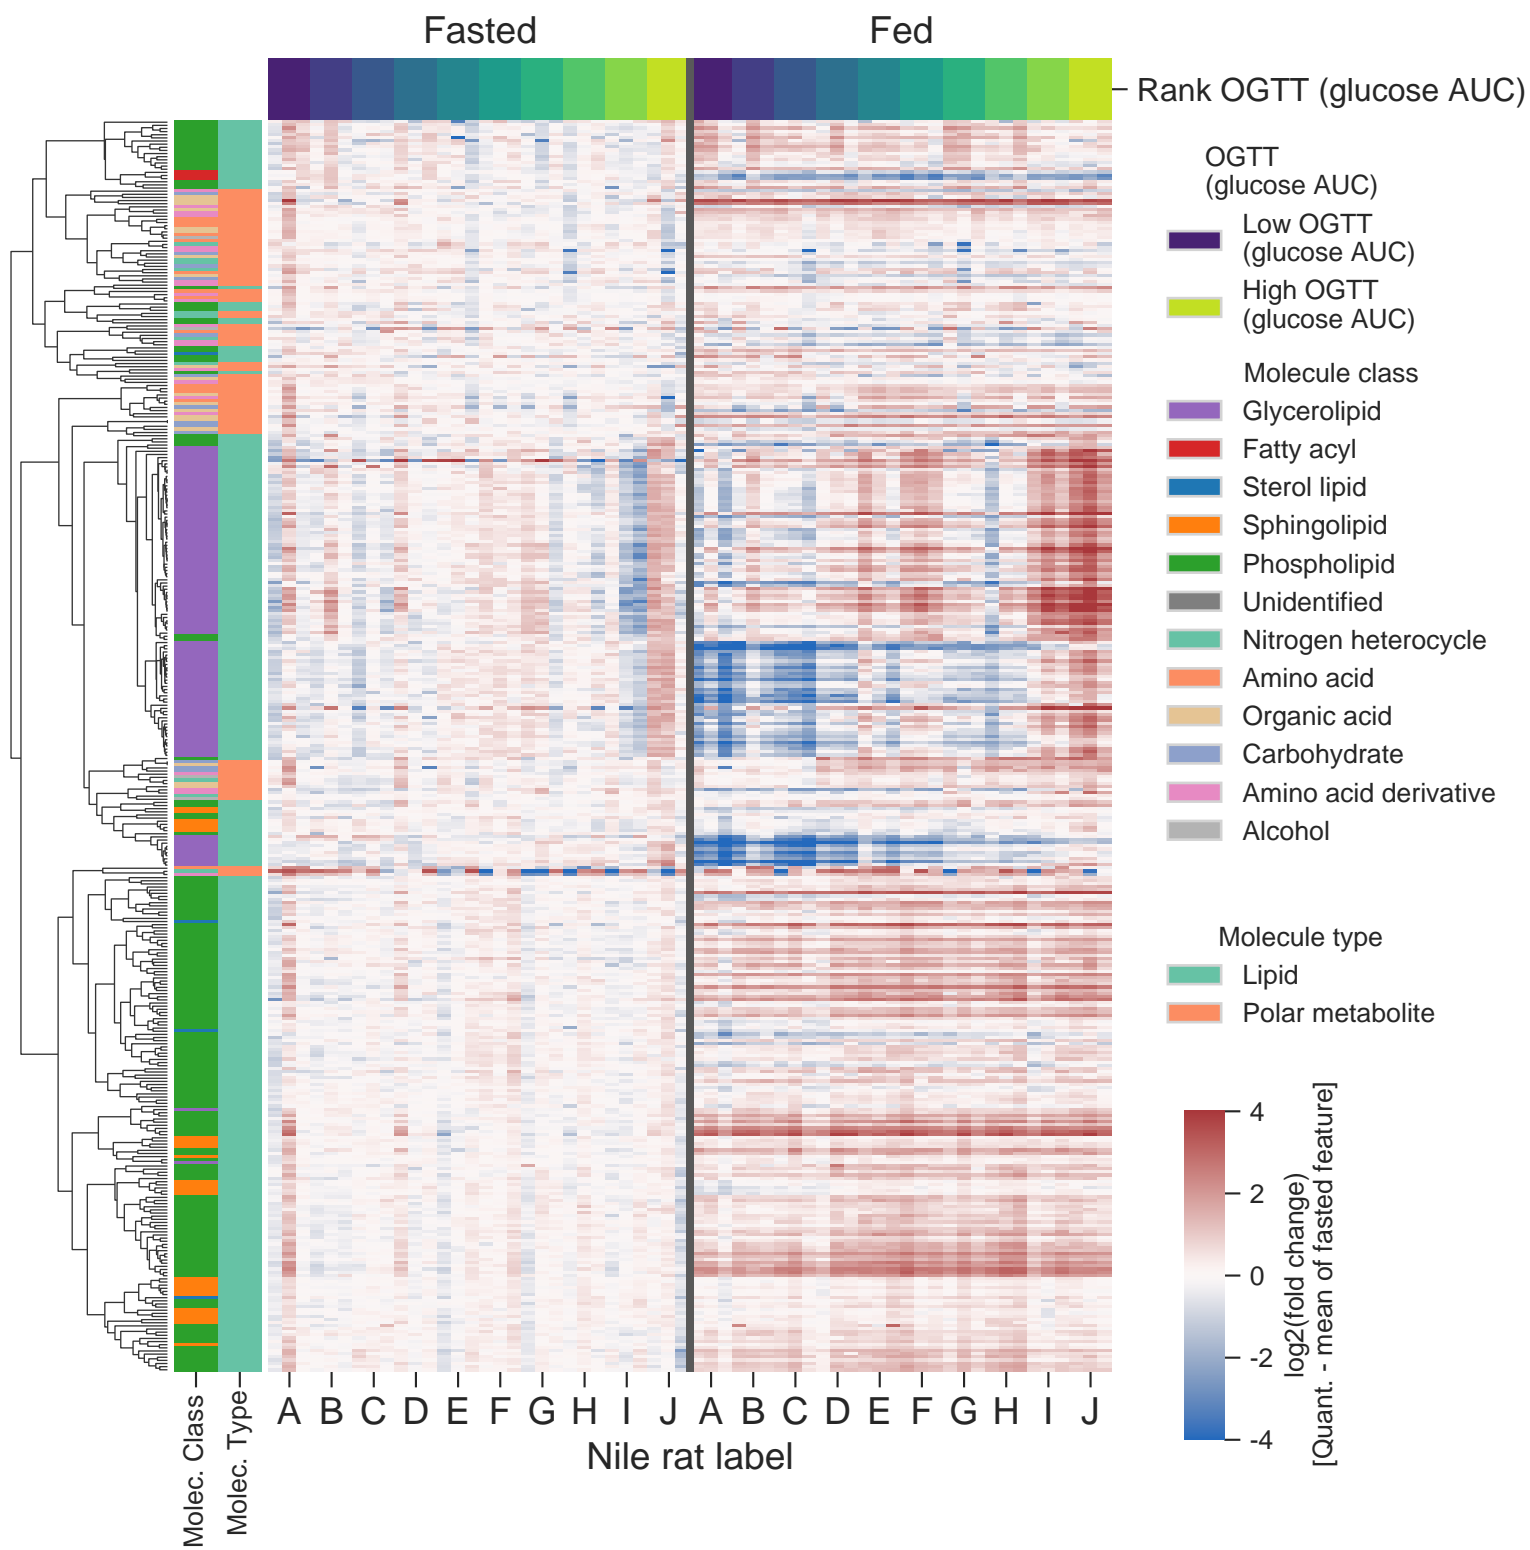 Fasted
Fed
Rank OGTT (glucose AUC)
OGTT
(glucose AUC)
Low OGTT
(glucose AUC)
High OGTT
(glucose AUC)
Molecule class
Glycerolipid
Fatty acyl
Sterol lipid
Sphingolipid
Phospholipid
Unidentified
Nitrogen heterocycle
Amino acid
Organic acid
Carbohydrate
Amino acid derivative
Alcohol
Molecule type
Lipid
Polar metabolite
4
2
0
-2
-4
log2(fold change)
[Quant. - mean of fasted feature]
A B C D E F G H I J
A B C D E F G H I J
Nile rat label
Molec. Class
Molec. Type